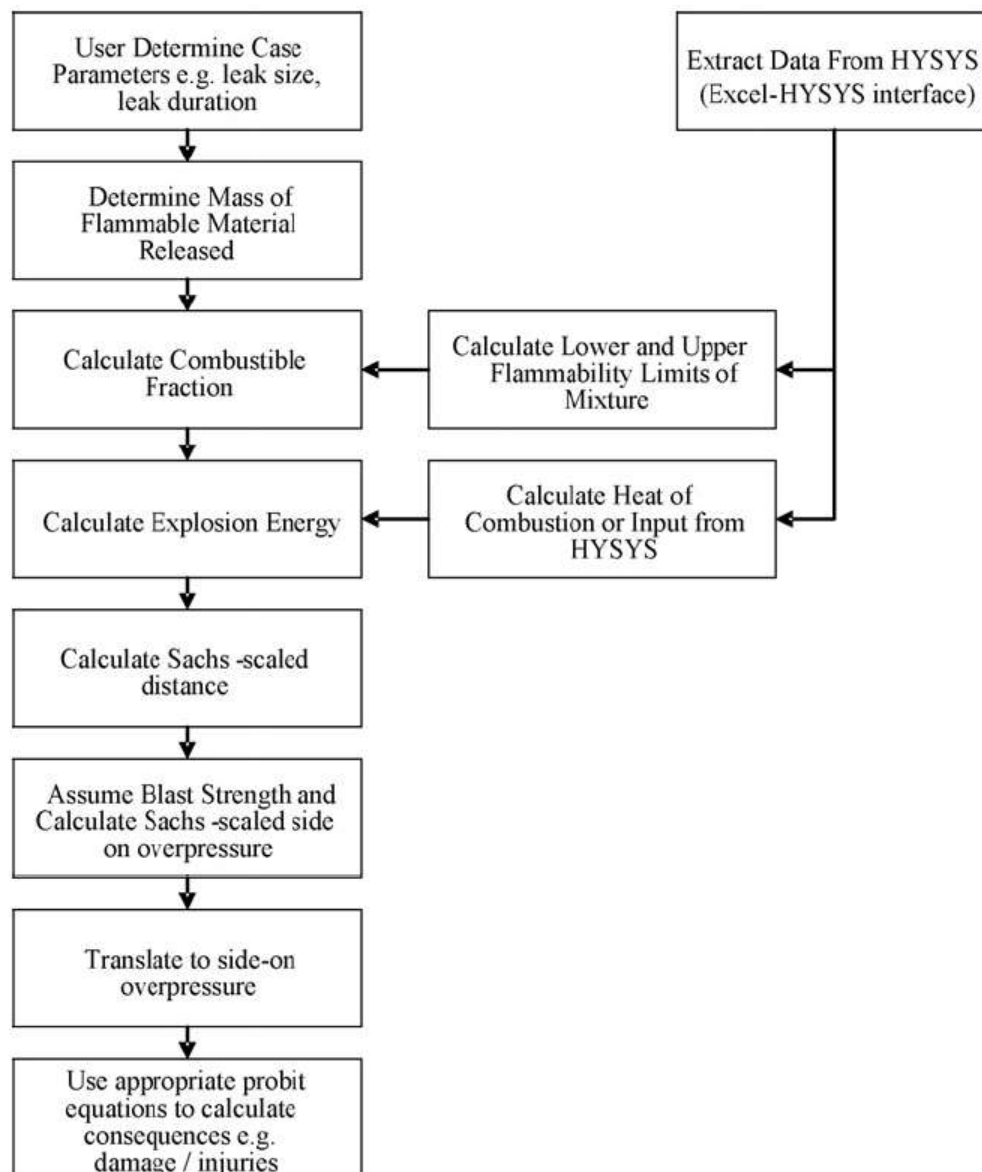 User Determine Case
Parameters e.g. leak size,
leak duration
Extract Data From HYSYS
(Excel-HYSYS interface)
Determine Mass of
Flammable Material
Released
Calculate Combustible
Fraction
Calculate Lower and Upper
Flammability Limits of
Mixture
Calculate Explosion Energy
Calculate Heat of
Combustion or Input from
HYSYS
Calculate Sachs -scaled
distance
Assume Blast Strength and
Calculate Sachs -scaled side
on overpressure
Translate to side-on
overpressure
Use appropriate probit
equations to calculate
consequences e.g.
damage / injuries